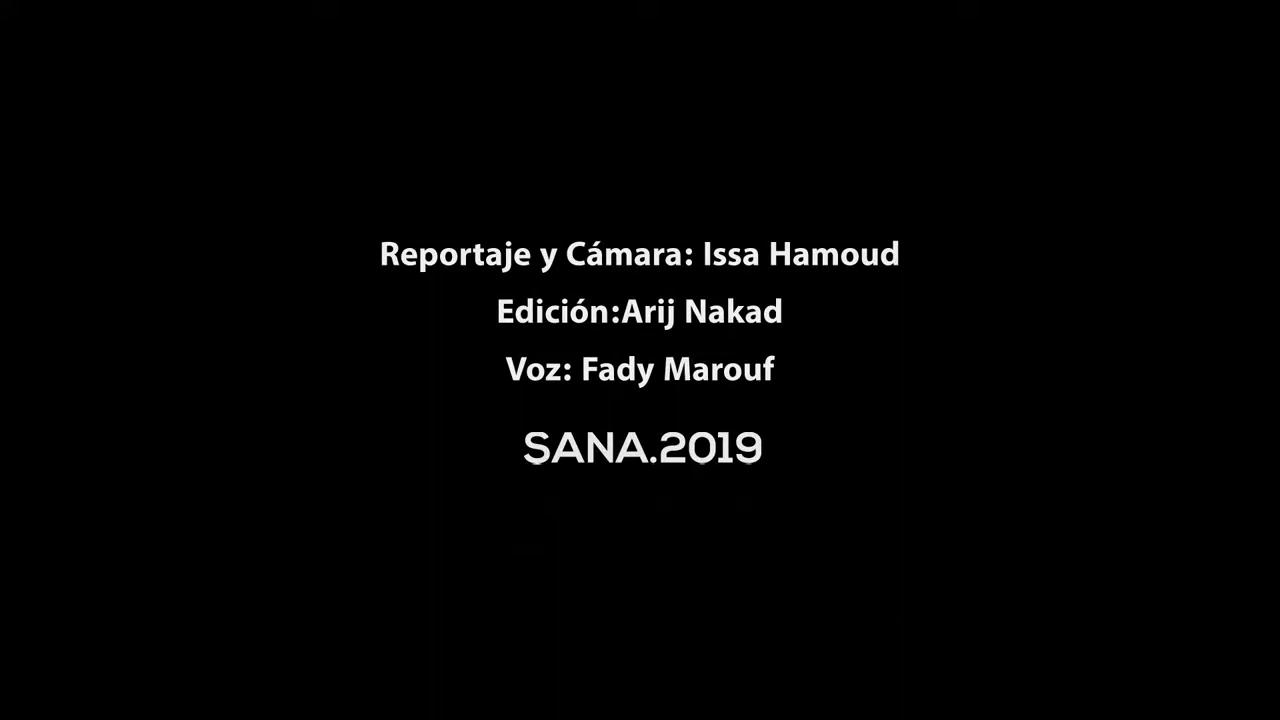 Reportaje y Cámara: Issa Hamoud
Edición:Arij Nakad
Voz: Fady Marouf
SANA.2019